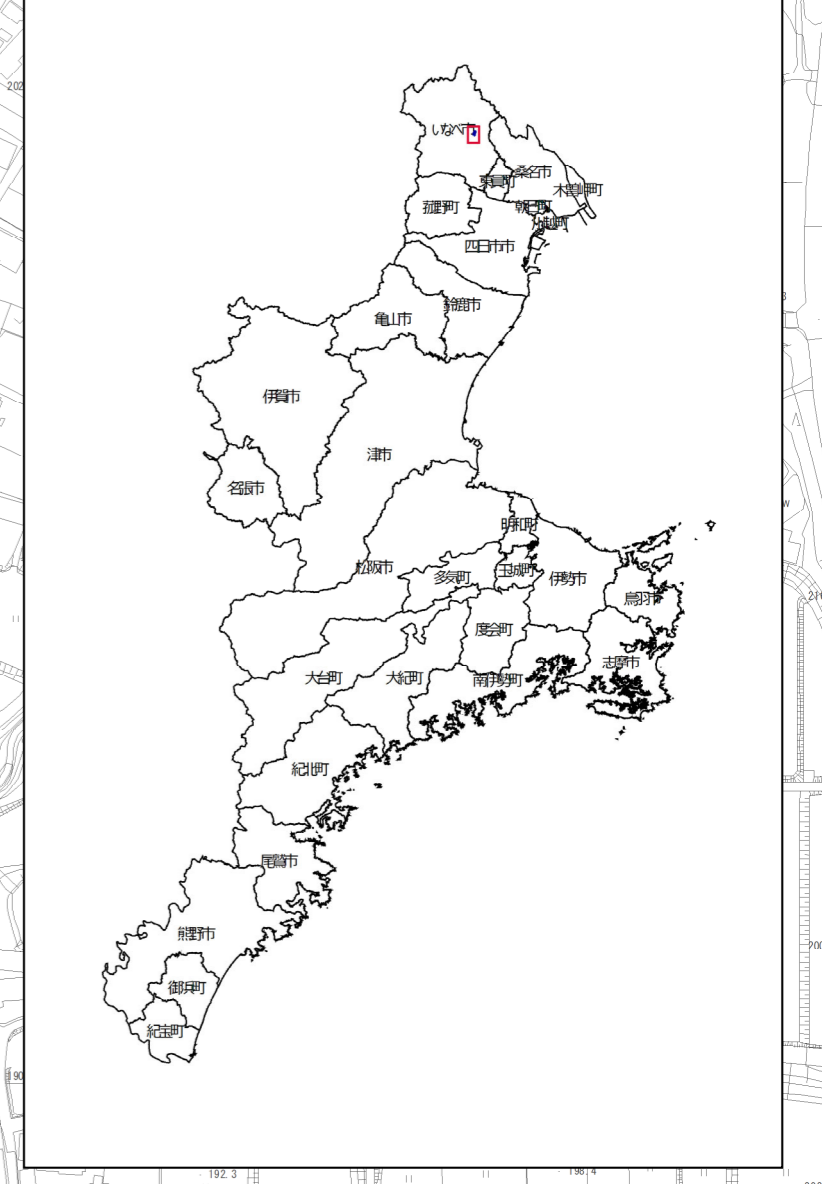 いなべ市
桑名市
東員町
木曽岬町
菰野町
朝日町
川越町
四日市市
鈴鹿市
亀山市
伊賀市
津市
名張市
明和町
松阪市
多気町
玉城町
伊勢市
鳥羽市
度会町
志摩市
大台町
大紀町
南伊勢町
紀北町
尾鷲市
熊野市
御浜町
紀宝町
192.3
198.4